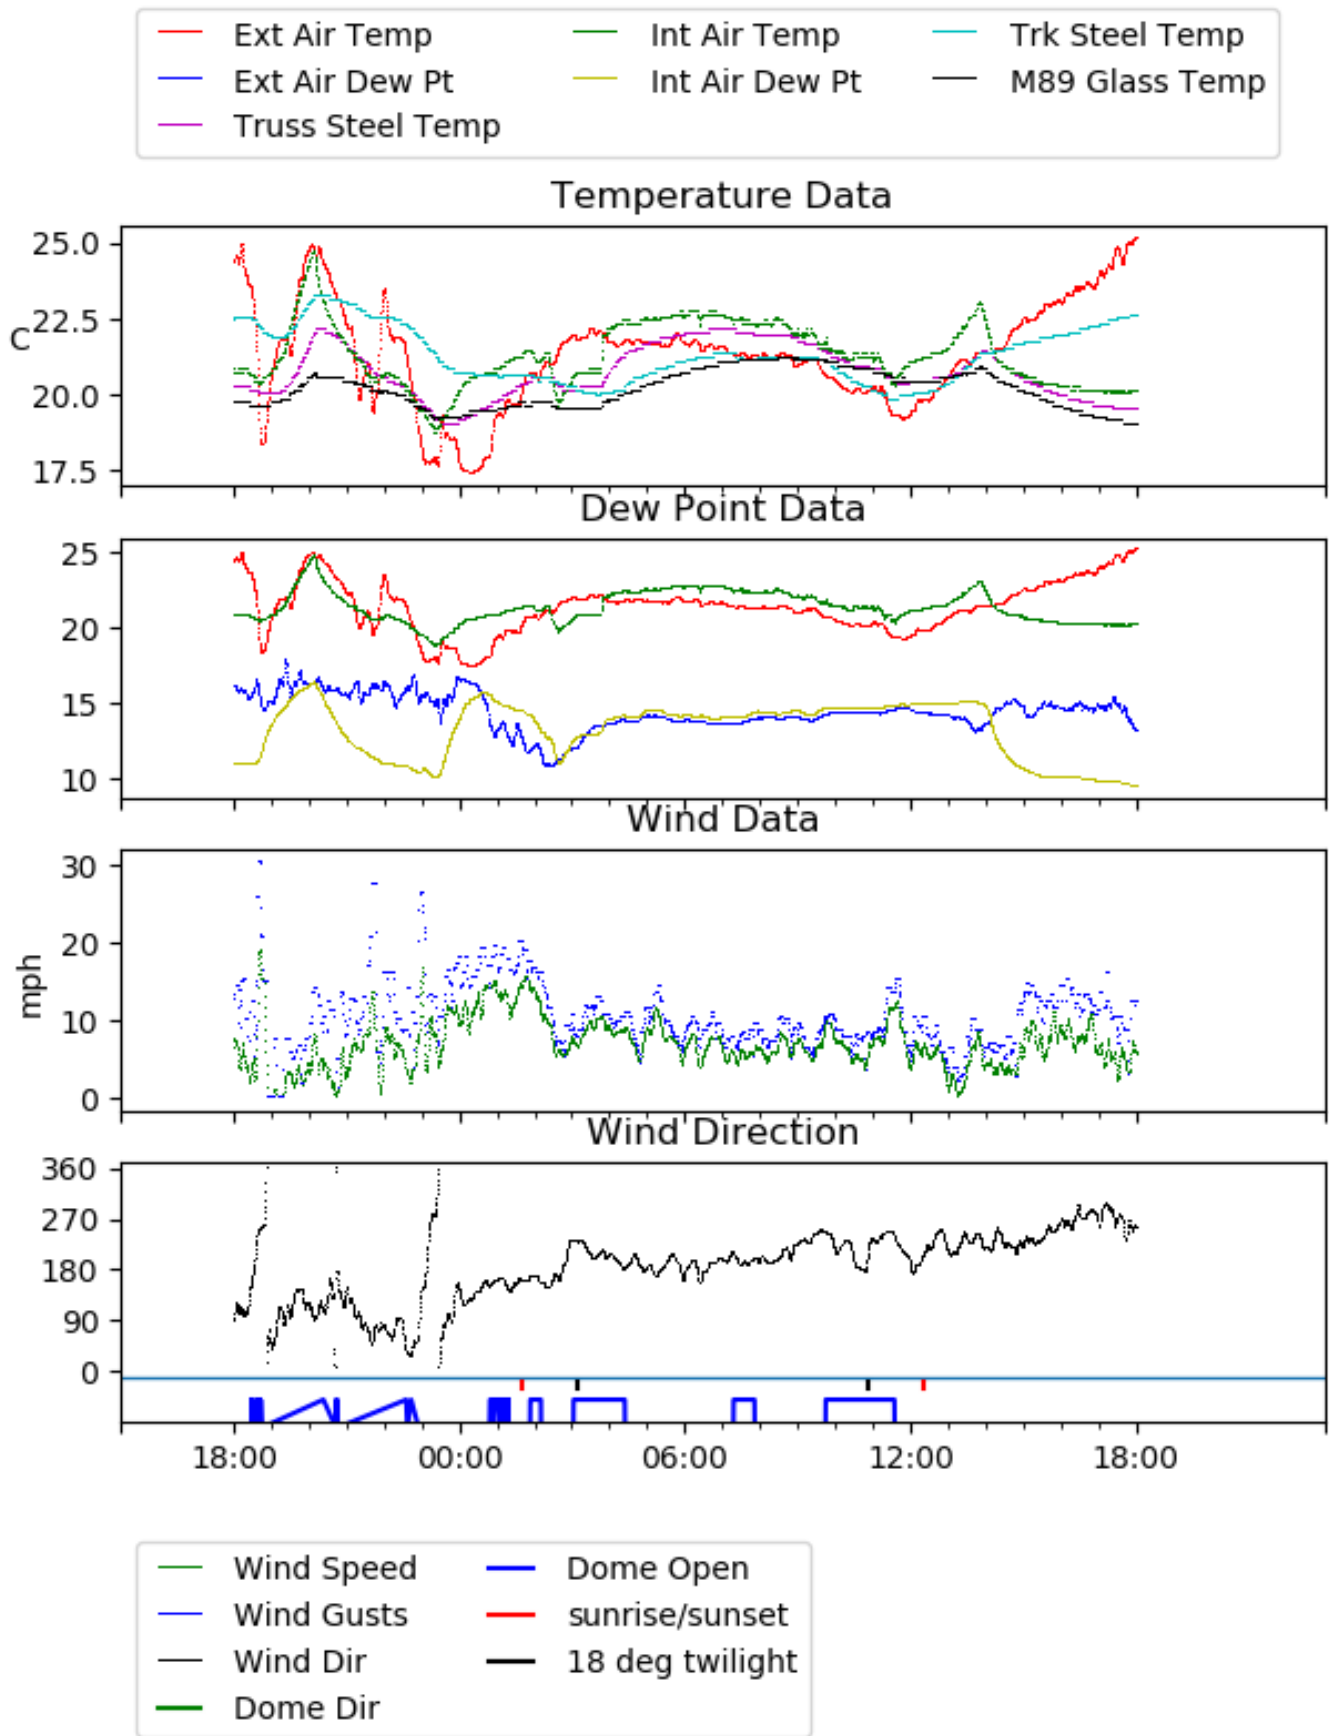 Ext Air Temp Int Air Temp Trk Steel Temp
Ext Air Dew Pt Int Air Dew Pt M89 Glass Temp
Truss Steel Temp
Temperature Data
25.0
22.5
C
20.0
17.5
Dew Point Data
25
20
15
10
Wind Data
30
20
mph
10
0
Wind Direction
360
270
180
90
0
18:00 00:00 06:00 12:00 18:00
Wind Speed Dome Open
Wind Gusts sunrise/sunset
Wind Dir 18 deg twilight
Dome Dir